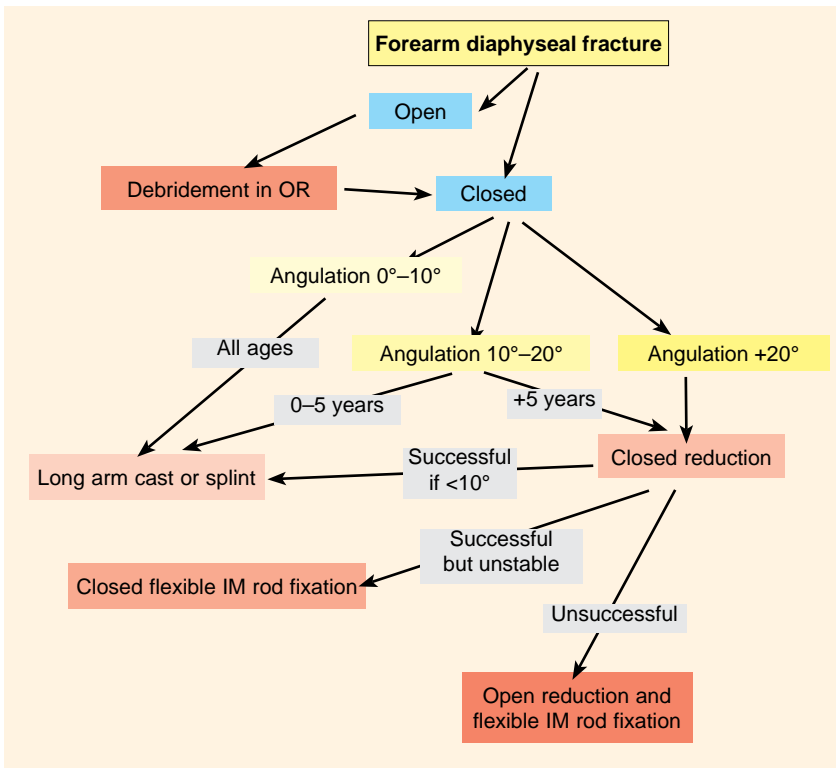 Forearm diaphyseal fracture
Open
Debridement in OR
Closed
Angulation 0°–10°
All ages
Angulation 10°–20°
Angulation +20°
0–5 years
+5 years
Long arm cast or splint
Successful
if <10°
Closed reduction
Successful
but unstable
Closed flexible IM rod fixation
Unsuccessful
Open reduction and
flexible IM rod fixation